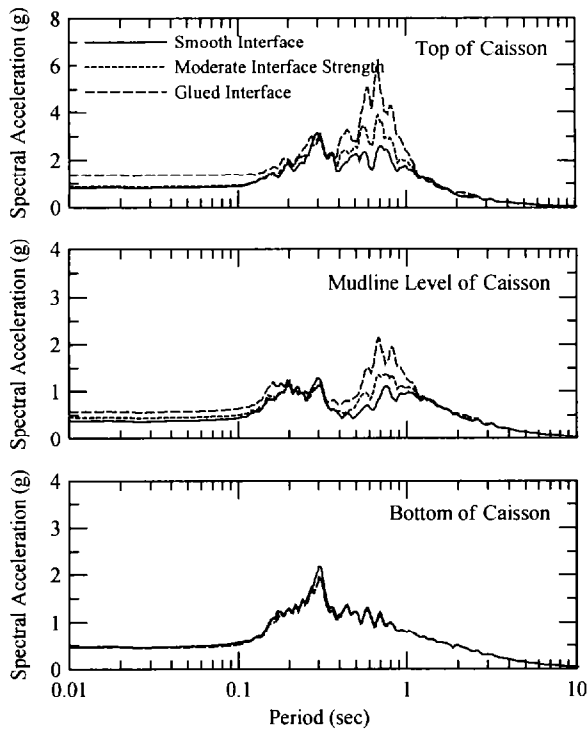 8
6
4
2
0
Spectral Acceleration (g)
Smooth Interface
Moderate Interface Strength
Glued Interface
Top of Caisson
4
3
2
1
0
Spectral Acceleration (g)
Mudline Level of Caisson
4
3
2
1
0
Spectral Acceleration (g)
Bottom of Caisson
0.01
0.1
1
10
Period (sec)